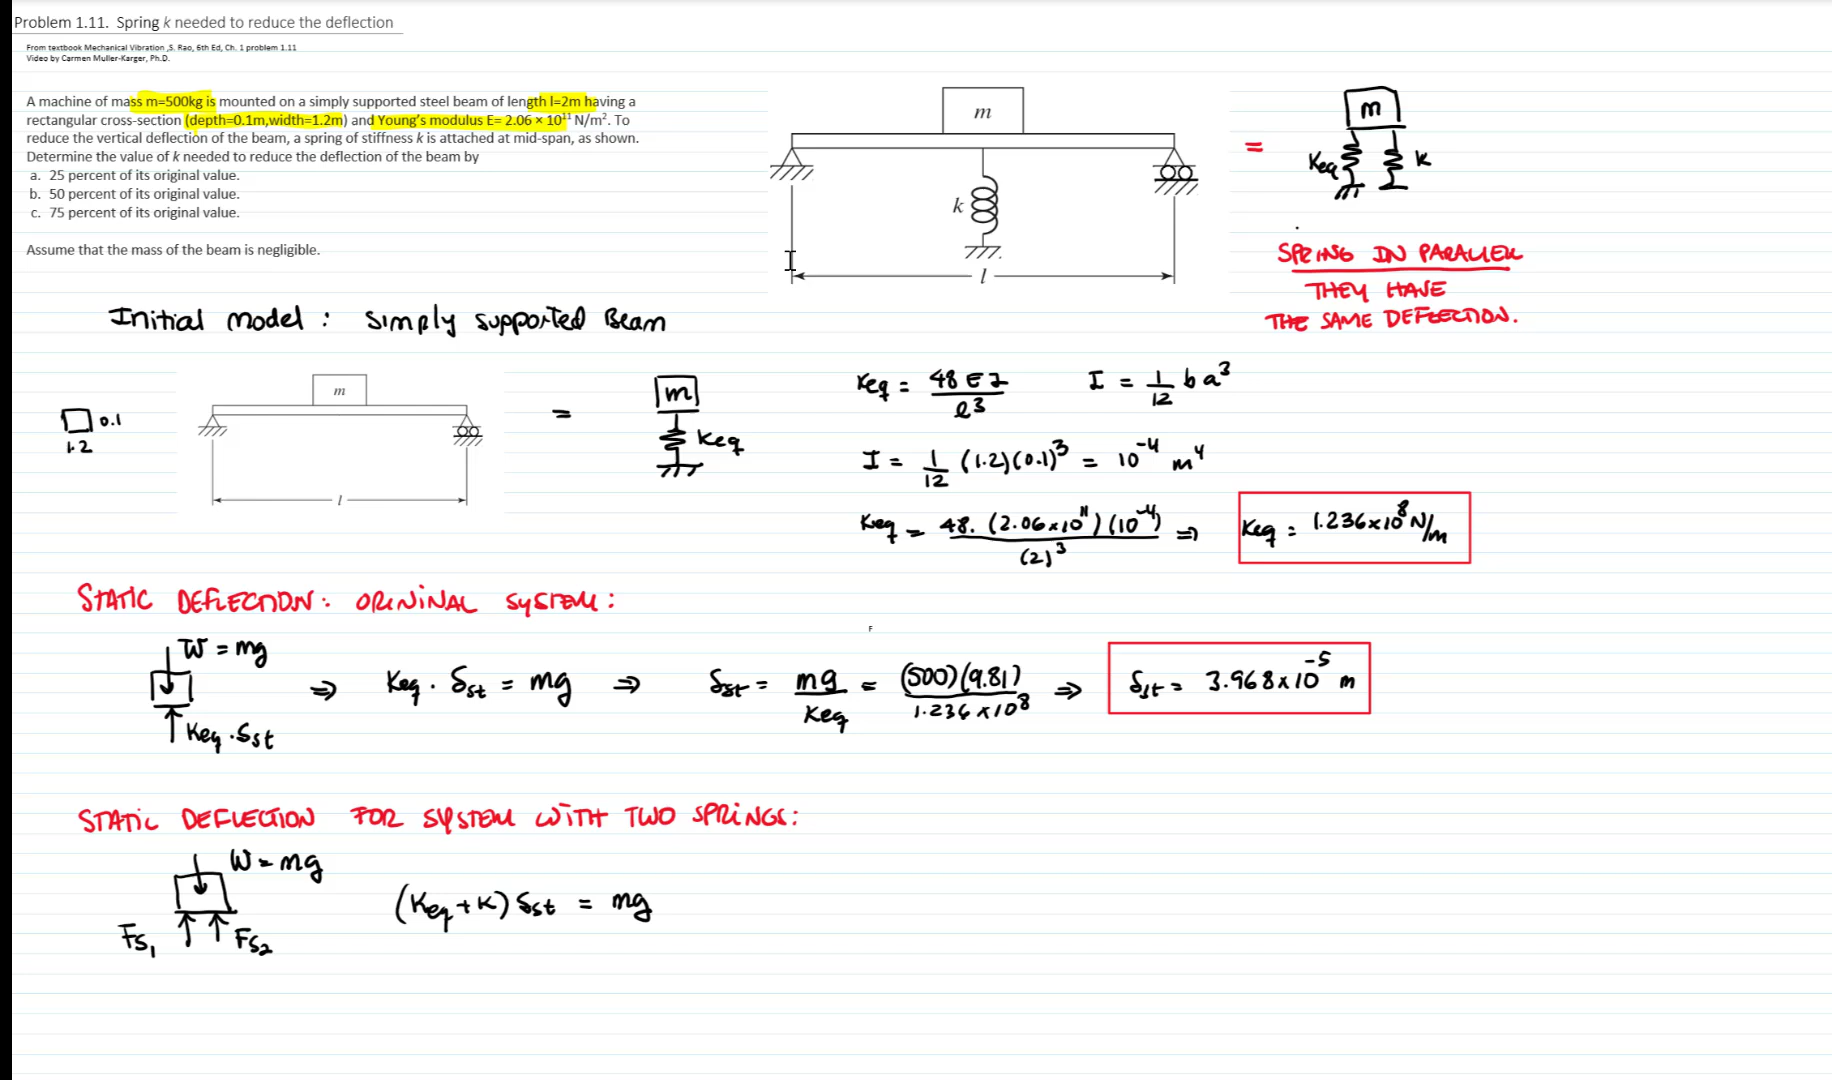 Problem 1.11. Spring k needed to reduce the deflection
From textbook Mechanical Vibration ,S. Rao, 6th Ed, Ch. 1 problem 1.11
Video by Carmen Muller-Karger, Ph.D.
A machine of mass m=500kg is mounted on a simply supported steel beam of length l=2m having a
rectangular cross-section (depth=0.1m,width=1.2m) and Young's modulus E= 2.06 × 10¹¹ N/m². To
reduce the vertical deflection of the beam, a spring of stiffness k is attached at mid-span, as shown.
Determine the value of k needed to reduce the deflection of the beam by
a. 25 percent of its original value.
b. 50 percent of its original value.
c. 75 percent of its original value.
Assume that the mass of the beam is negligible.
m
k
l
=
m
Keq
k
SPRING IN PARALLEL
THEY HAVE
THE SAME DEFLECTION.
Initial Model : Simply supported Beam
0.1
1.2
m
l
=
m
Keq
Keq = 48 E I / l³
I = 1/12 b a³
I = 1/12 (1.2)(0.1)³ = 10⁻⁴ m⁴
Keq = 48. (2.06x10¹¹) (10⁻⁴) / (2)³ ⇒ Keq = 1.236x10⁸ N/m
STATIC DEFLECTION: ORININAL SYSTEM :
W = mg
Keq . δst
⇒ Keq . δst = mg ⇒ δst = mg / Keq = (500)(9.81) / 1.236 x10⁸ ⇒ δst = 3.968x10⁻⁵ m
F
STATIC DEFLECTION FOR SYSTEM WITH TWO SPRINGS :
W = mg
Fs₁
Fs₂
(Keq + K) δst = mg